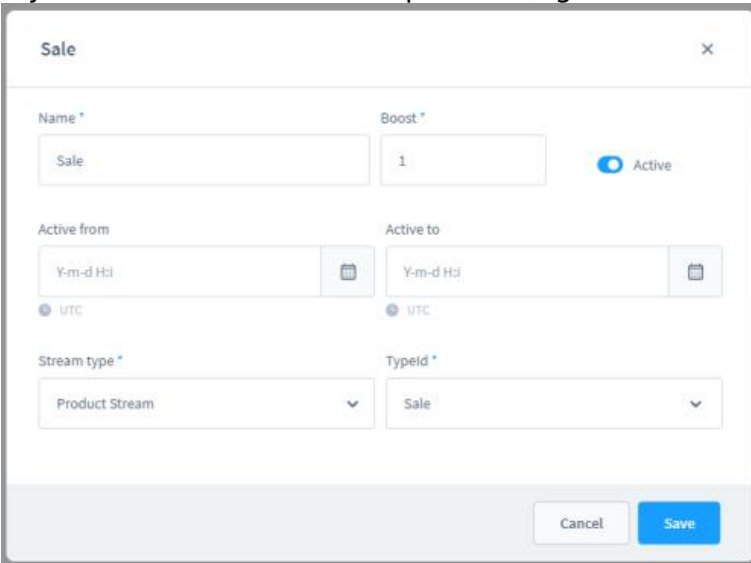 Sale
Name * Boost *
Sale 1 Active
Active from Active to
Y-m-d H:i Y-m-d H:i
UTC UTC
Stream type * TypeId *
Product Stream Sale
Cancel Save